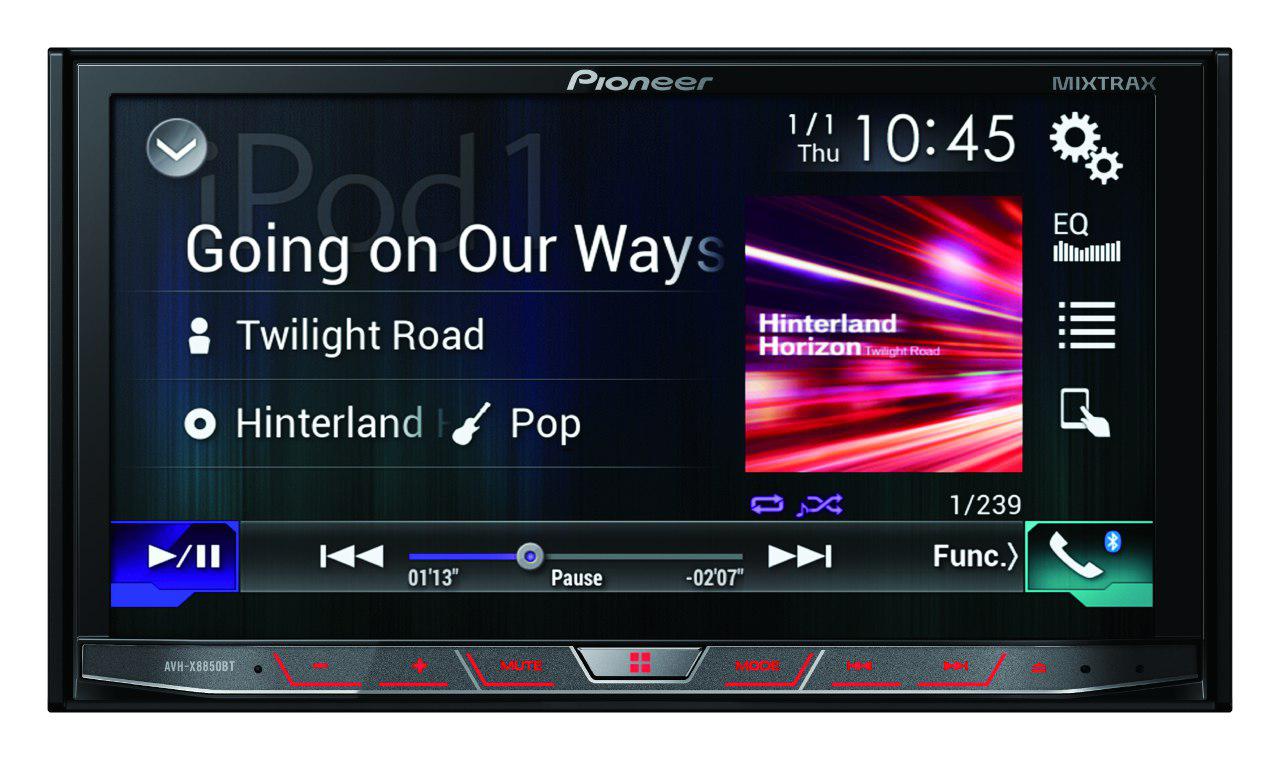 Pioneer
MIXTRAX
iPod1
1/1
Thu
10:45
Going on Our Ways
EQ
Twilight Road
Hinterland
Horizon Twilight Road
Hinterland H
Pop
1/239
01'13"
Pause
-02'07"
Func.
AVH-X8850BT
MUTE
MODE